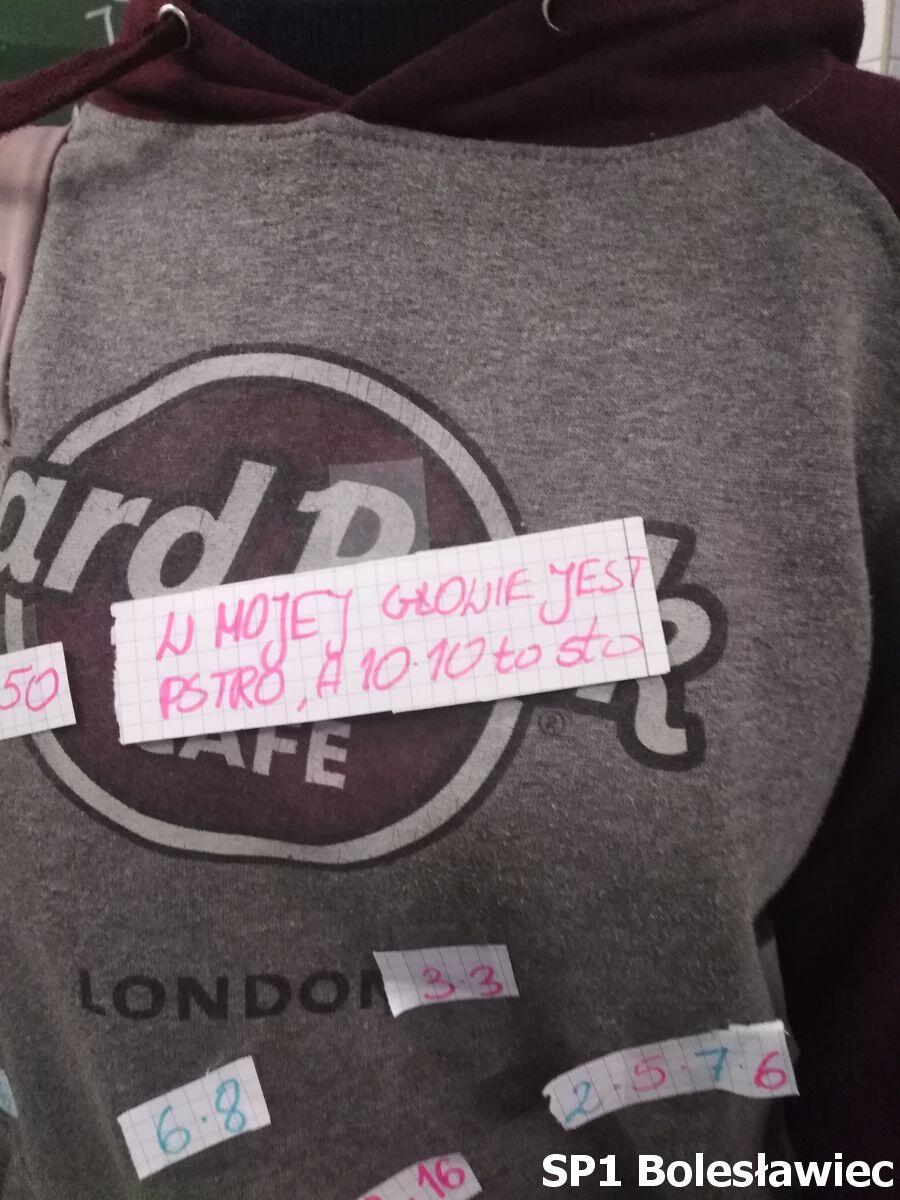 ard R k
W MOJEJ GŁOWIE JEST
PSTRO, A 10·10 to sto
50
CAFE
®
LONDON
3·3
2·5·7·6
6·8
·16
SP1 Bolesławiec